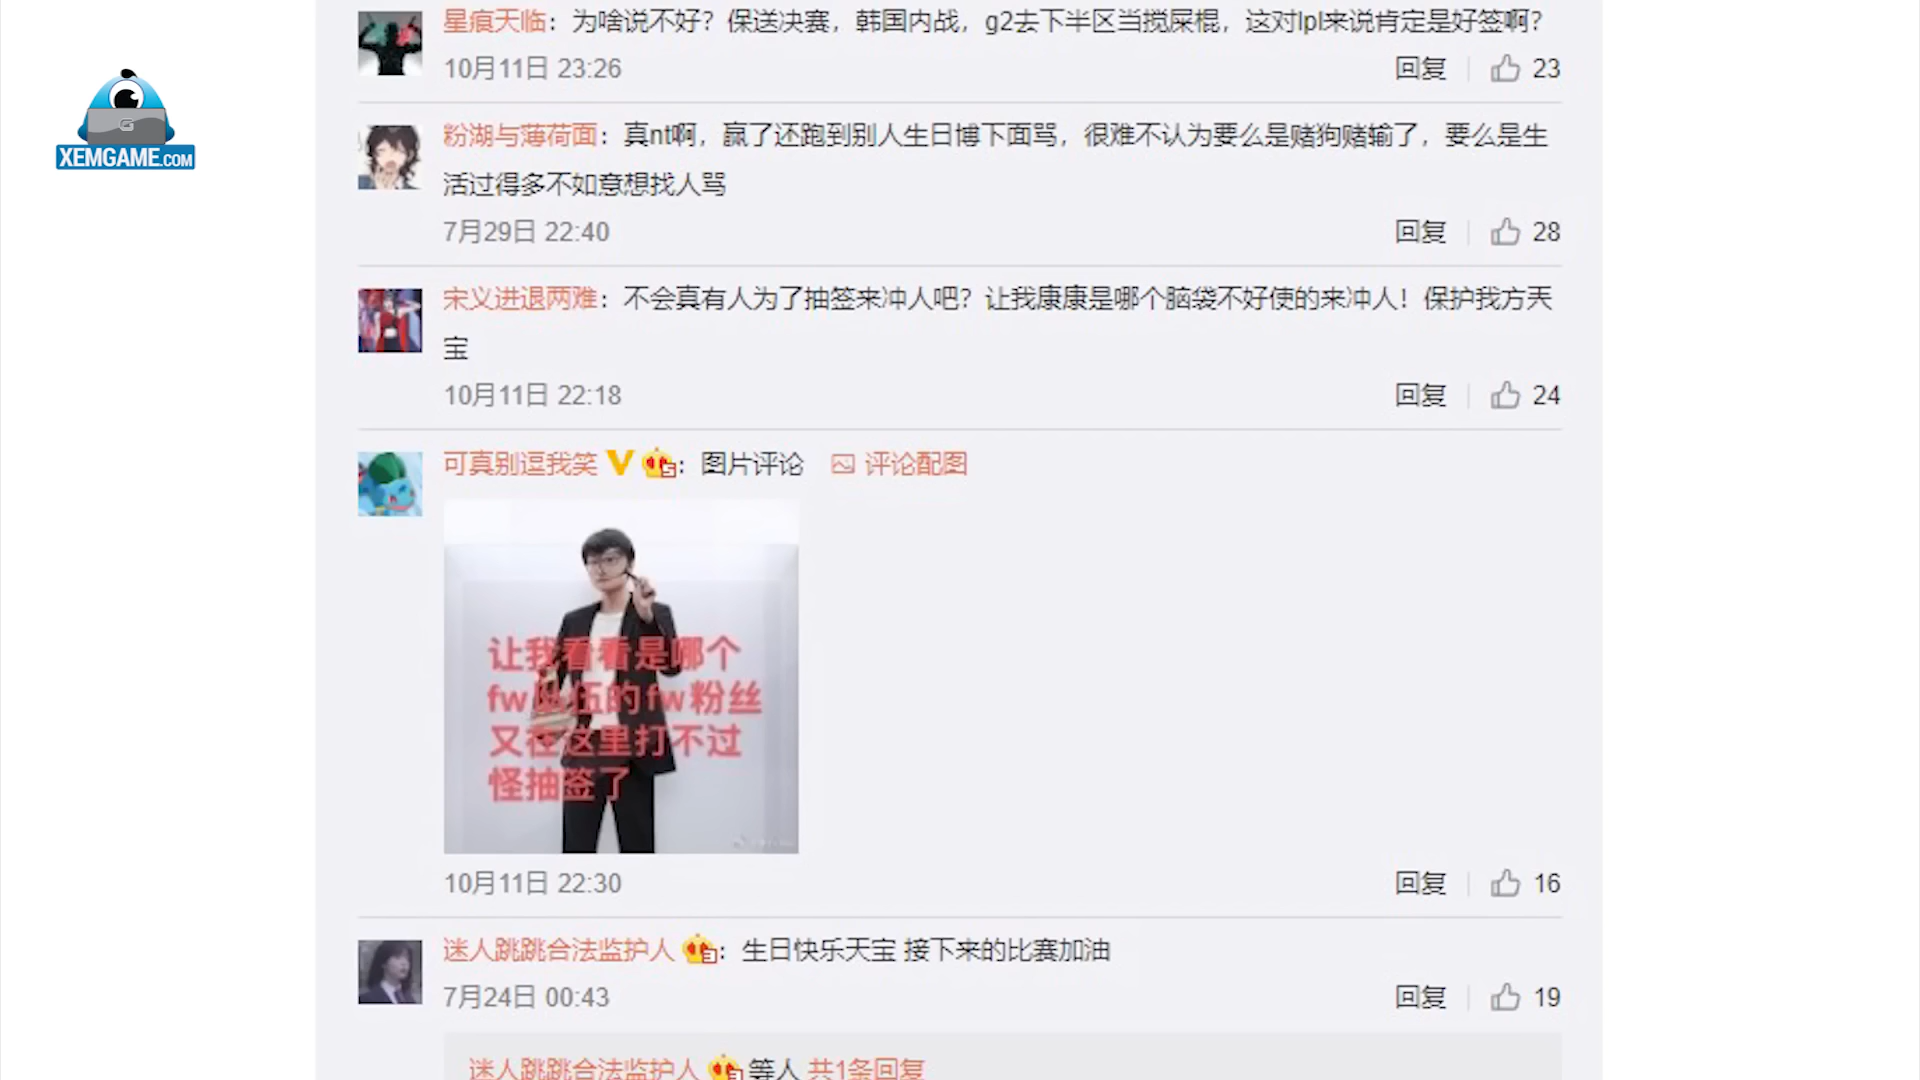 星痕天临：为啥说不好？保送决赛，韩国内战，g2去下半区当搅屎棍，这对lpl来说肯定是好签啊？
10月11日 23:26
回复 23
XEMGAME.COM
粉湖与薄荷面：真nt啊，赢了还跑到别人生日博下面骂，很难不认为要么是赌狗赌输了，要么是生
活过得多不如意想找人骂
7月29日 22:40
回复 28
宋义进退两难：不会真有人为了抽签来冲人吧？让我康康是哪个脑袋不好使的来冲人！保护我方天
宝
10月11日 22:18
回复 24
可真别逗我笑：图片评论 评论配图
让我看看是哪个
fw队伍的fw粉丝
又在这里打不过
怪抽签了
10月11日 22:30
回复 16
迷人跳跳合法监护人：生日快乐天宝 接下来的比赛加油
7月24日 00:43
回复 19
迷人跳跳合法监护人 等人 共1条回复